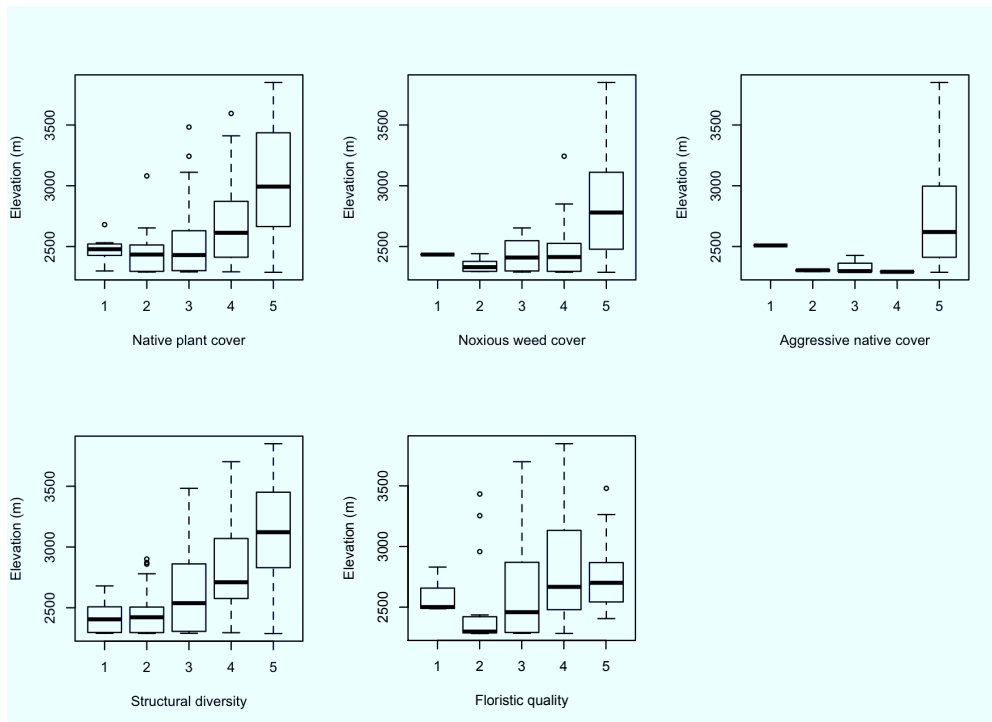 Elevation (m)
3500
3000
2500
1 2 3 4 5
Native plant cover
Elevation (m)
3500
3000
2500
1 2 3 4 5
Noxious weed cover
Elevation (m)
3500
3000
2500
1 2 3 4 5
Aggressive native cover
Elevation (m)
3500
3000
2500
1 2 3 4 5
Structural diversity
Elevation (m)
3500
3000
2500
1 2 3 4 5
Floristic quality